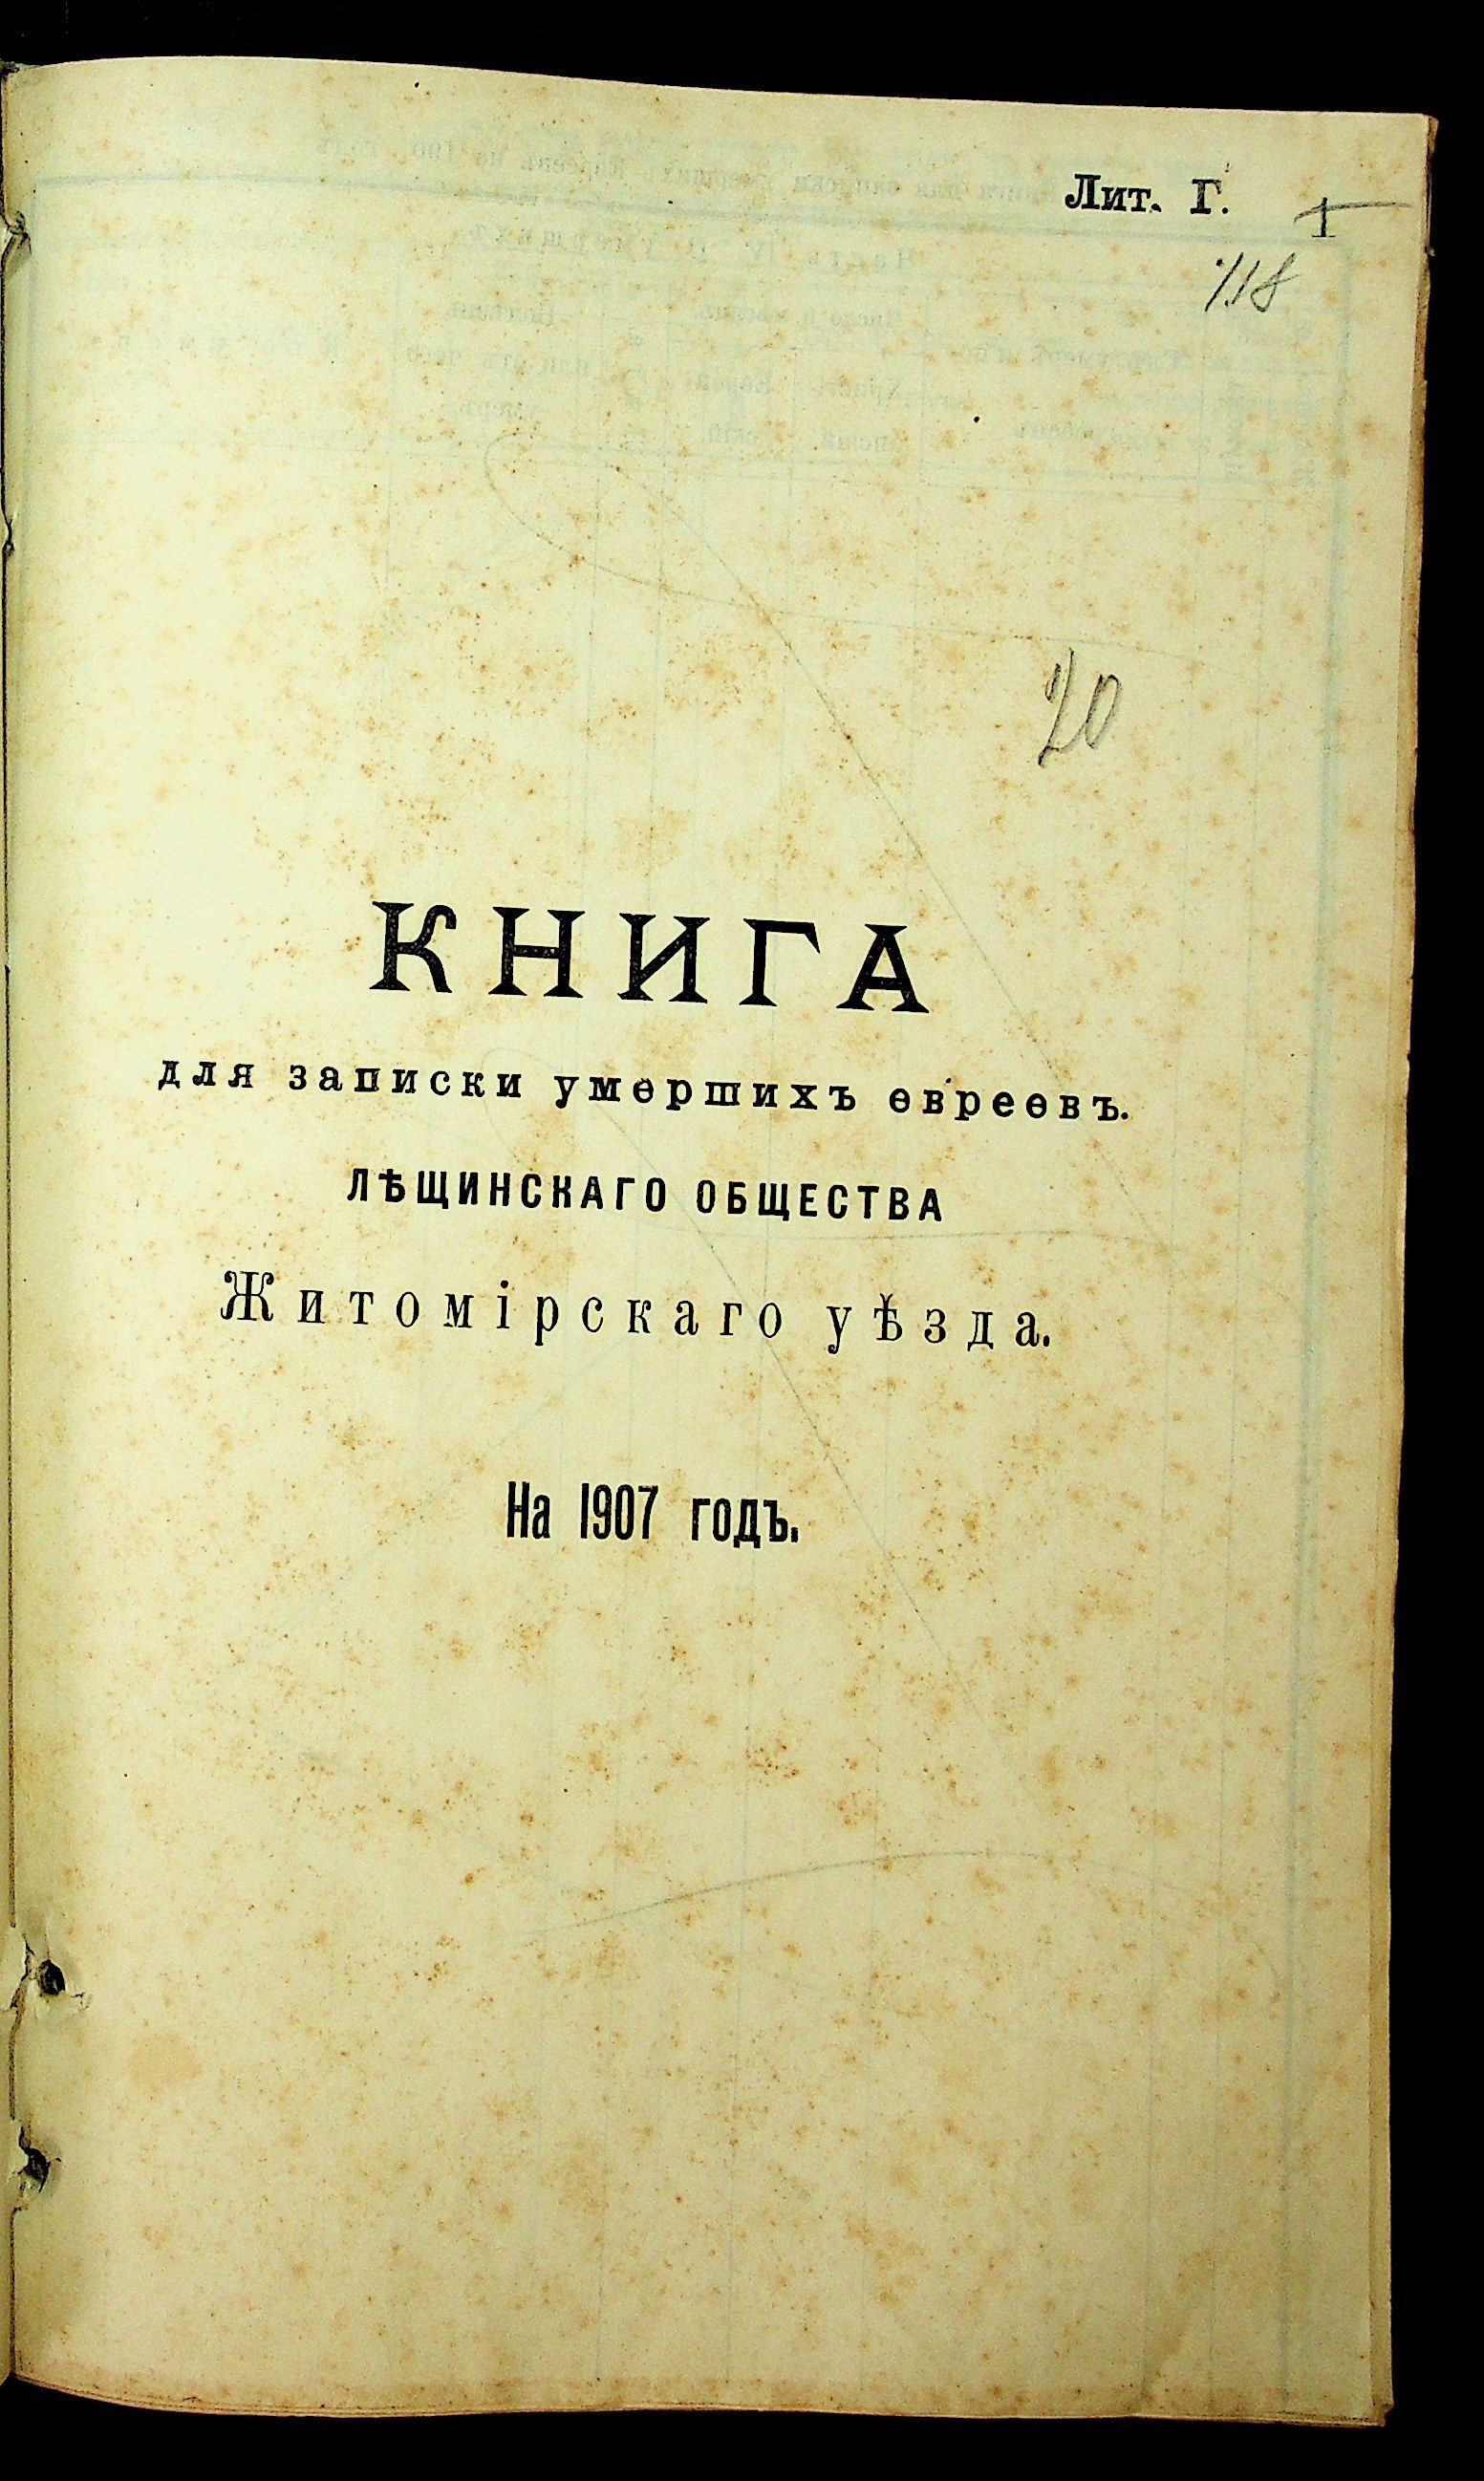 Лит. Г.
1
118
20
КНИГА
для записки умершихъ евреевъ.
ЛѢЩИНСКАГО ОБЩЕСТВА
Житомірскаго уѣзда.
На 1907 годъ.